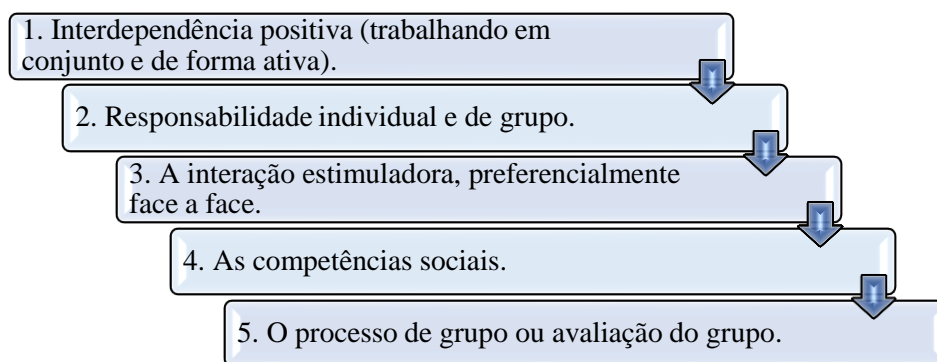 1. Interdependência positiva (trabalhando em
conjunto e de forma ativa).
2. Responsabilidade individual e de grupo.
3. A interação estimuladora, preferencialmente
face a face.
4. As competências sociais.
5. O processo de grupo ou avaliação do grupo.